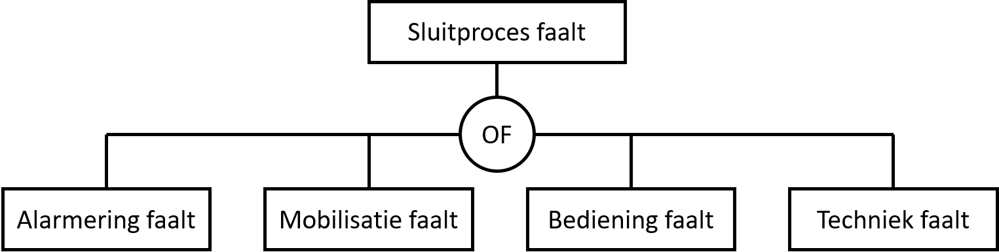 Sluitproces faalt
OF
Alarmering faalt
Mobilisatie faalt
Bediening faalt
Techniek faalt